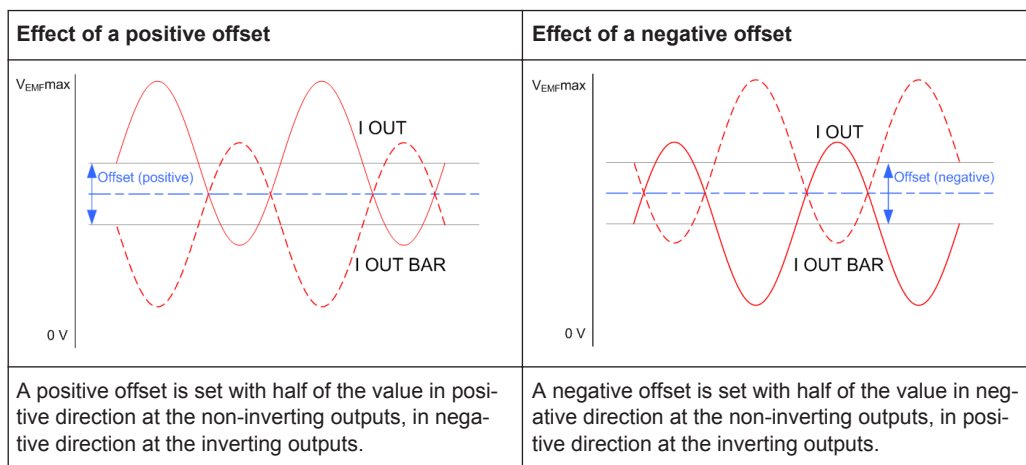 Effect of a positive offset
Effect of a negative offset
VEMFmax
I OUT
Offset (positive)
I OUT BAR
0 V
VEMFmax
I OUT
Offset (negative)
I OUT BAR
0 V
A positive offset is set with half of the value in posi-
tive direction at the non-inverting outputs, in nega-
tive direction at the inverting outputs.
A negative offset is set with half of the value in neg-
ative direction at the non-inverting outputs, in posi-
tive direction at the inverting outputs.